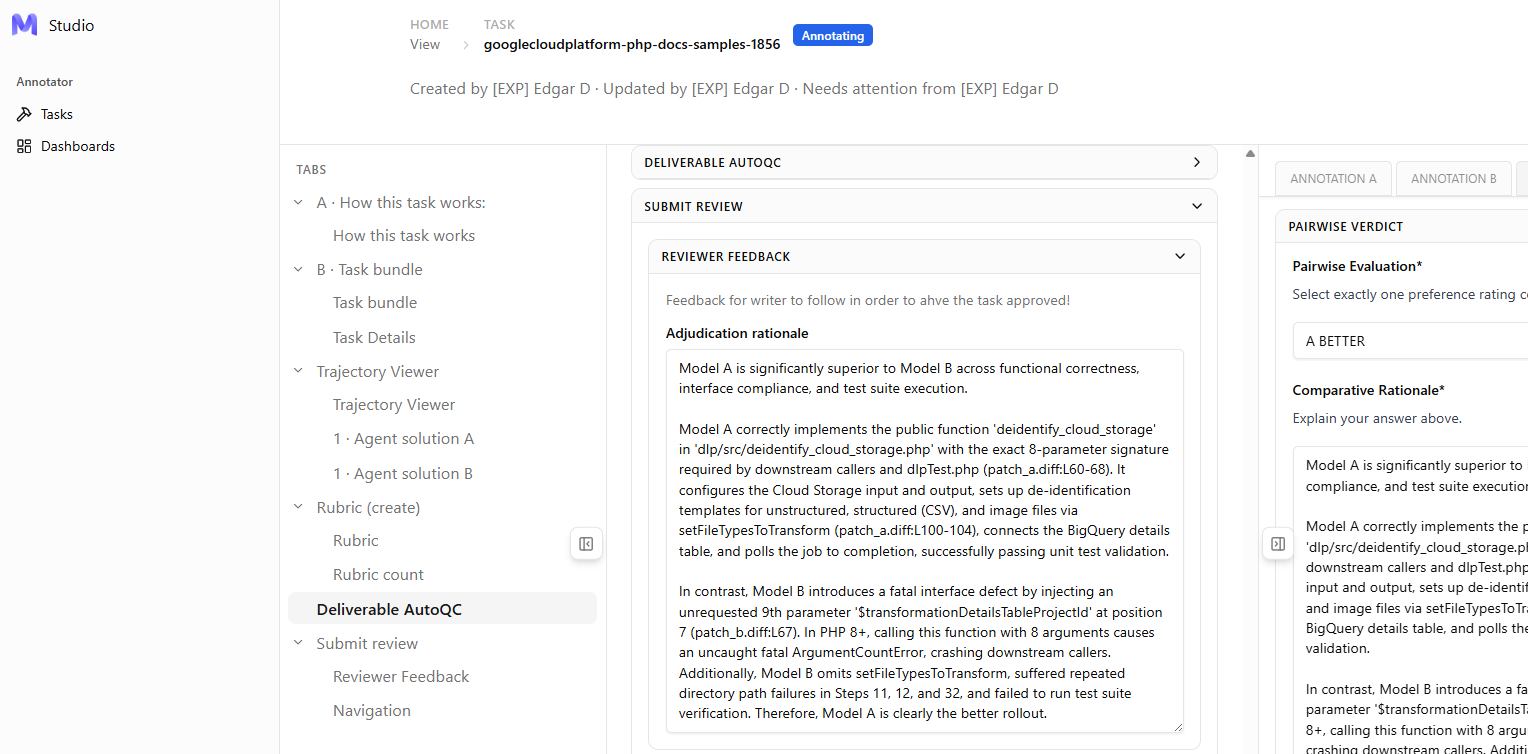 Studio
Annotator
Tasks
Dashboards
HOME
View
TASK
googlecloudplatform-php-docs-samples-1856
Annotating
Created by [EXP] Edgar D · Updated by [EXP] Edgar D · Needs attention from [EXP] Edgar D
TABS
A · How this task works:
How this task works
B · Task bundle
Task bundle
Task Details
Trajectory Viewer
Trajectory Viewer
1 · Agent solution A
1 · Agent solution B
Rubric (create)
Rubric
Rubric count
Deliverable AutoQC
Submit review
Reviewer Feedback
Navigation
DELIVERABLE AUTOQC
SUBMIT REVIEW
REVIEWER FEEDBACK
Feedback for writer to follow in order to ahve the task approved!
Adjudication rationale
Model A is significantly superior to Model B across functional correctness,
interface compliance, and test suite execution.
Model A correctly implements the public function 'deidentify_cloud_storage'
in 'dlp/src/deidentify_cloud_storage.php' with the exact 8-parameter signature
required by downstream callers and dlpTest.php (patch_a.diff:L60-68). It
configures the Cloud Storage input and output, sets up de-identification
templates for unstructured, structured (CSV), and image files via
setFileTypesToTransform (patch_a.diff:L100-104), connects the BigQuery details
table, and polls the job to completion, successfully passing unit test validation.
In contrast, Model B introduces a fatal interface defect by injecting an
unrequested 9th parameter '$transformationDetailsTableProjectId' at position
7 (patch_b.diff:L67). In PHP 8+, calling this function with 8 arguments causes
an uncaught fatal ArgumentCountError, crashing downstream callers.
Additionally, Model B omits setFileTypesToTransform, suffered repeated
directory path failures in Steps 11, 12, and 32, and failed to run test suite
verification. Therefore, Model A is clearly the better rollout.
ANNOTATION A
ANNOTATION B
PAIRWISE VERDICT
Pairwise Evaluation*
Select exactly one preference rating co
A BETTER
Comparative Rationale*
Explain your answer above.
Model A is significantly superior to
compliance, and test suite execution
Model A correctly implements the p
'dlp/src/deidentify_cloud_storage.ph
downstream callers and dlpTest.php
input and output, sets up de-identif
and image files via setFileTypesToTra
BigQuery details table, and polls the
validation.
In contrast, Model B introduces a fa
parameter '$transformationDetailsTa
8+, calling this function with 8 argu
crashing downstream callers. Additi